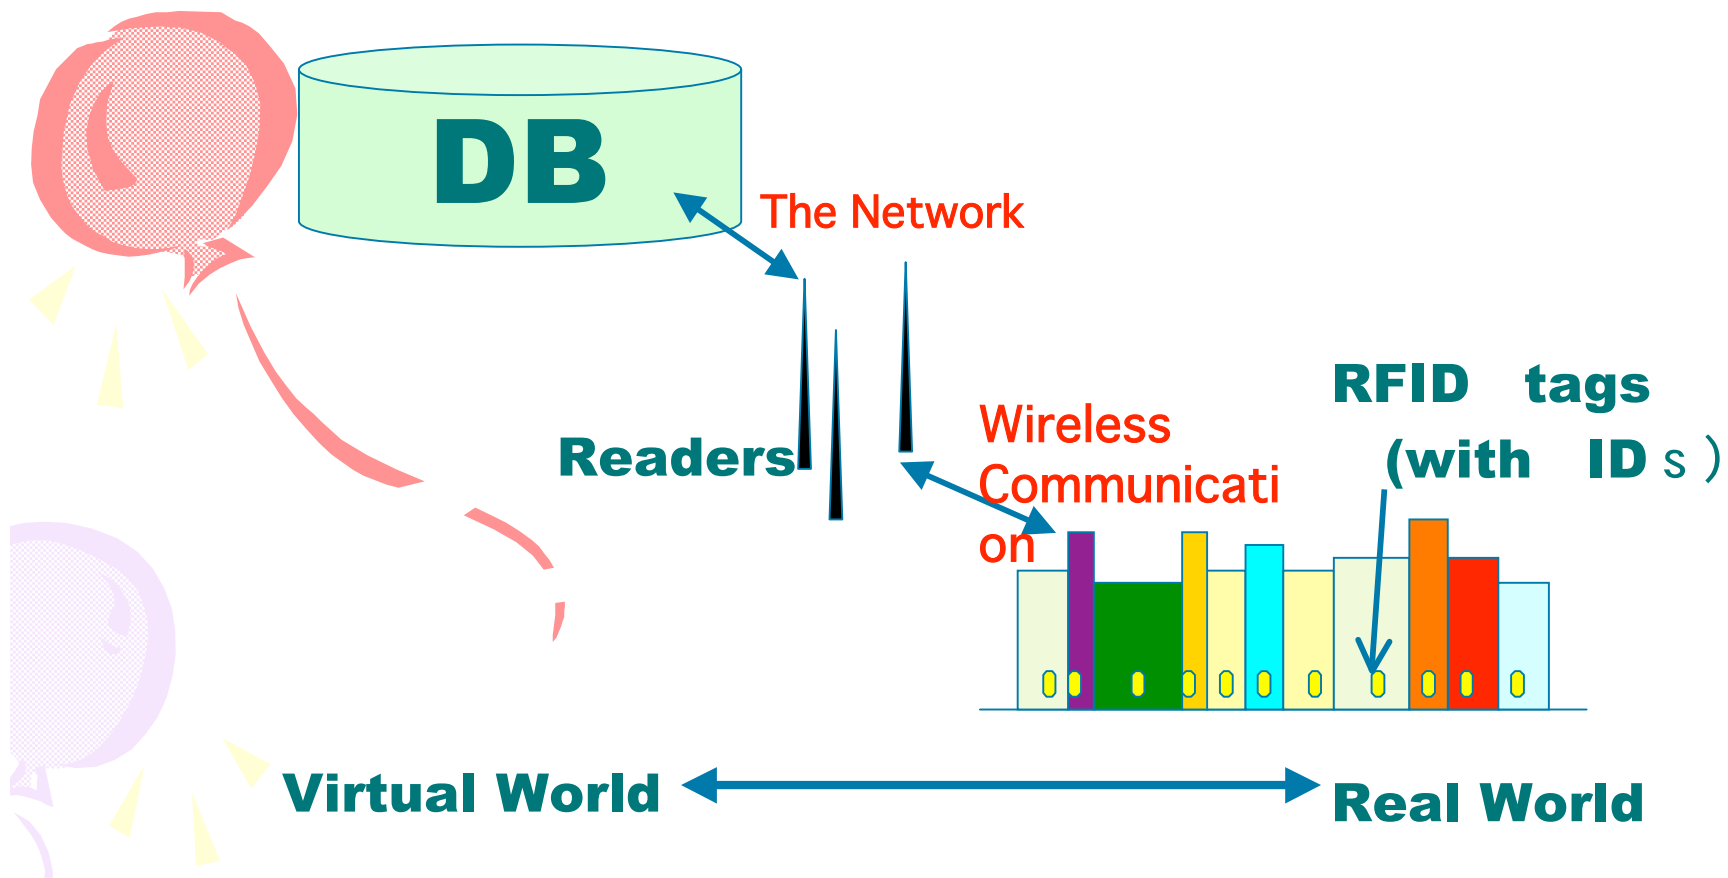 DB
The Network
RFID tags
(with IDｓ）
Wireless
Communicati
on
Readers
Virtual World
Real World